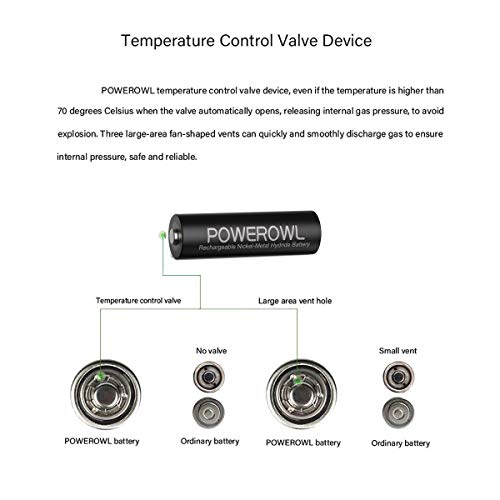 Temperature Control Valve Device
POWEROWL temperature control valve device, even if the temperature is higher than
70 degrees Celsius when the valve automatically opens, releasing internal gas pressure, to avoid
explosion. Three large-area fan-shaped vents can quickly and smoothly discharge gas to ensure
internal pressure, safe and reliable.
POWEROWL
Rechargeable Nickel-Metal Hydride Battery
Temperature control valve
Large area vent hole
No valve
Small vent
POWEROWL battery
Ordinary battery
POWEROWL battery
Ordinary battery